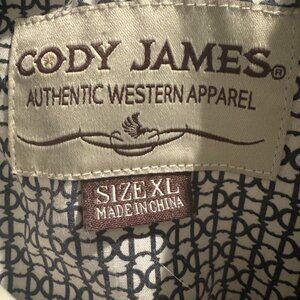 CODY JAMES®
AUTHENTIC WESTERN APPAREL
SIZE XL
MADE IN CHINA